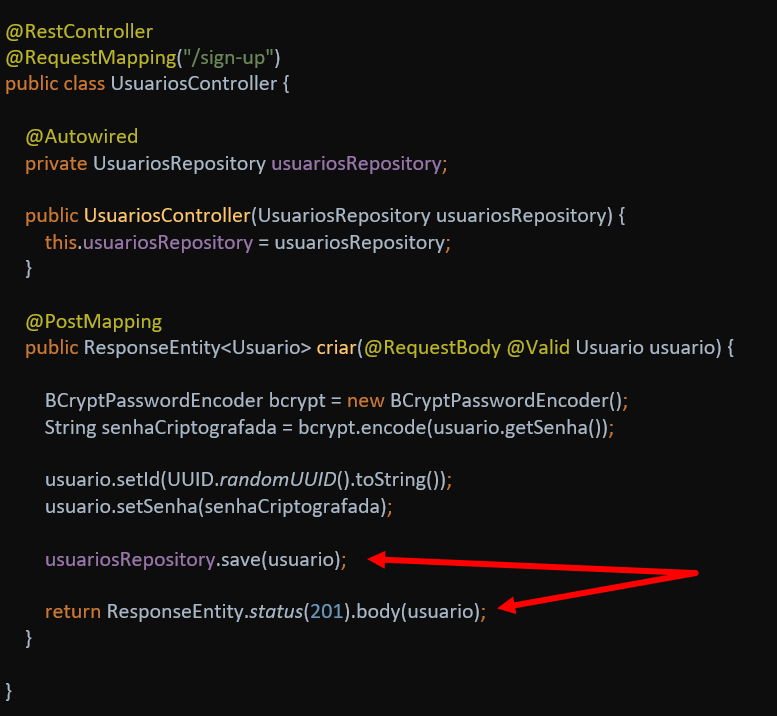 @RestController
@RequestMapping("/sign-up")
public class UsuariosController {
@Autowired
private UsuariosRepository usuariosRepository;
public UsuariosController(UsuariosRepository usuariosRepository) {
this.usuariosRepository = usuariosRepository;
}
@PostMapping
public ResponseEntity<Usuario> criar(@RequestBody @Valid Usuario usuario) {
BCryptPasswordEncoder bcrypt = new BCryptPasswordEncoder();
String senhaCriptografada = bcrypt.encode(usuario.getSenha());
usuario.setId(UUID.randomUUID().toString());
usuario.setSenha(senhaCriptografada);
usuariosRepository.save(usuario);
return ResponseEntity.status(201).body(usuario);
}
}